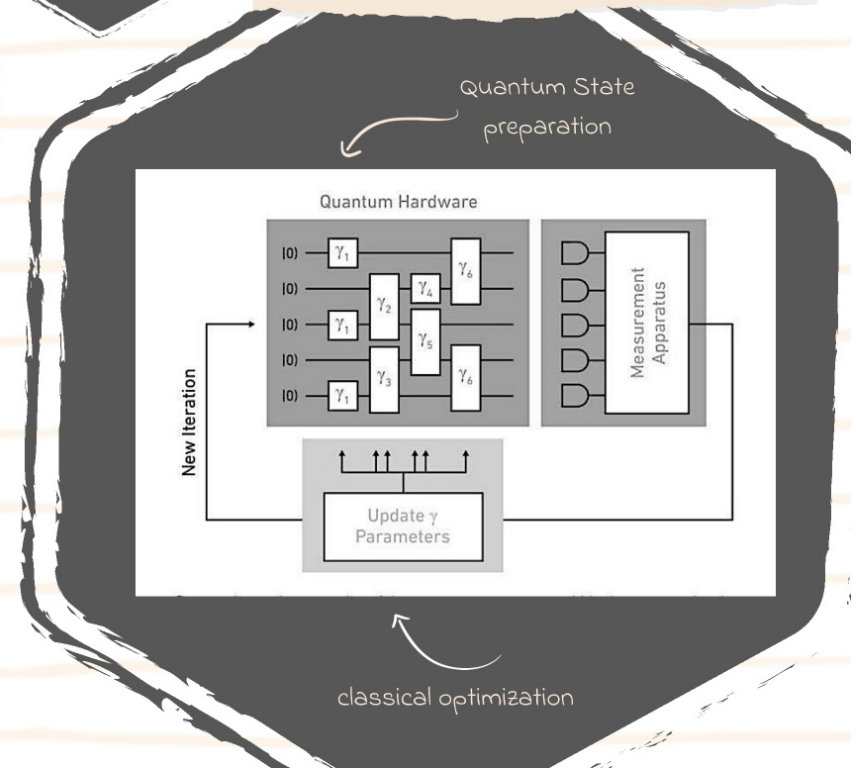 Quantum State
preparation
Quantum Hardware
|0⟩ γ₁ γ₆
|0⟩ γ₂ γ₄
|0⟩ γ₁ γ₅
|0⟩ γ₃ γ₆
|0⟩ γ₁
Measurement
Apparatus
New Iteration
Update γ
Parameters
classical optimization